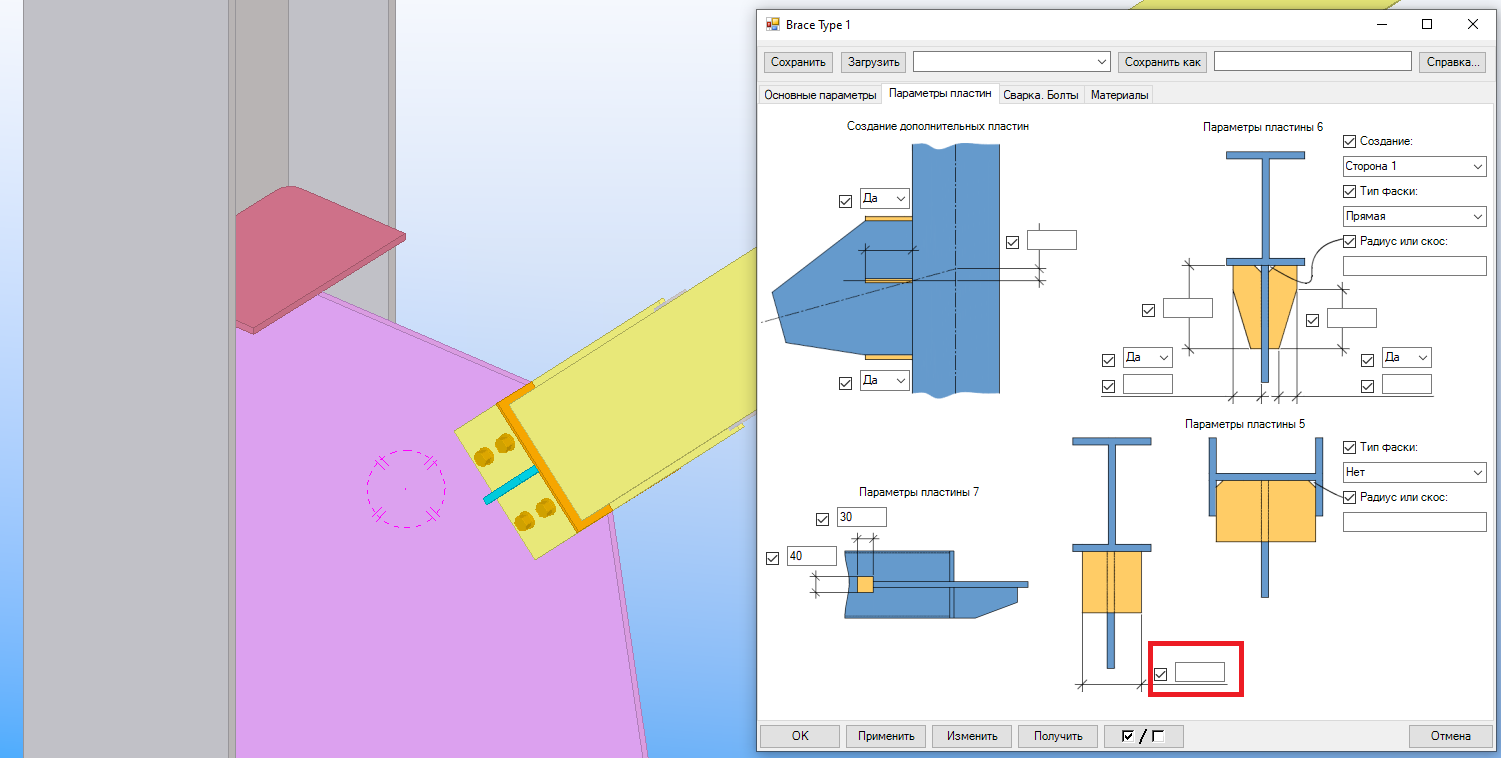 Brace Type 1
Сохранить Загрузить Сохранить как Справка...
Основные параметры Параметры пластин Сварка. Болты Материалы
Создание дополнительных пластин
Да
Да
Параметры пластины 6
Создание:
Сторона 1
Тип фаски:
Прямая
Радиус или скос:
Да Да
Параметры пластины 5
Тип фаски:
Нет
Радиус или скос:
Параметры пластины 7
30
40
OK Применить Изменить Получить / Отмена